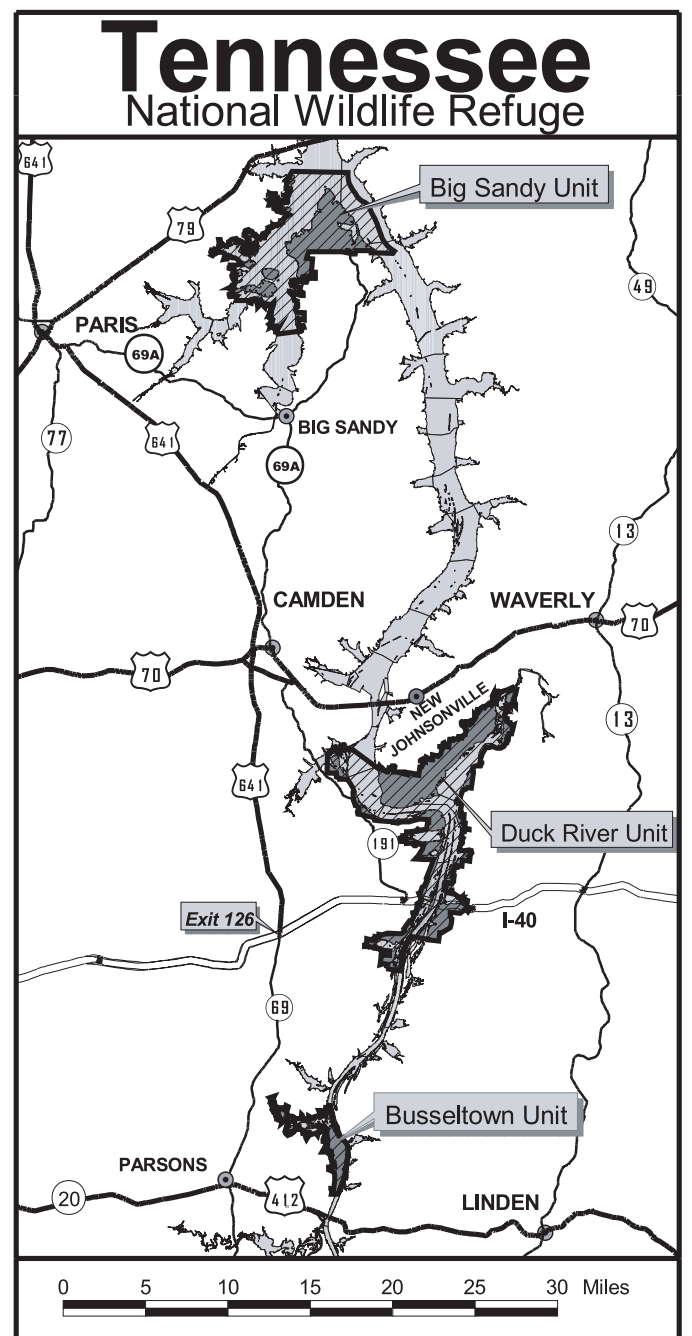 Tennessee
National Wildlife Refuge
641
Big Sandy Unit
79
49
PARIS
69A
BIG SANDY
77
641
69A
13
CAMDEN
WAVERLY
70
70
NEW
JOHNSONVILLE
13
641
Duck River Unit
191
Exit 126
I-40
69
Busseltown Unit
PARSONS
20
412
LINDEN
0 5 10 15 20 25 30 Miles